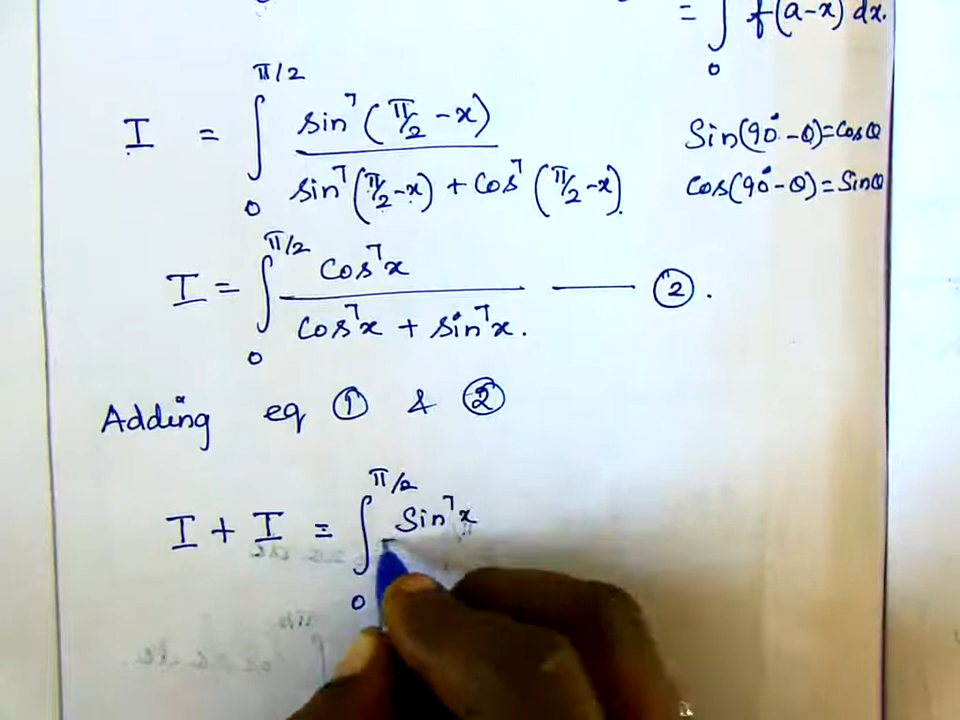 = ∫₀ f(a-x) dx.
I = ∫₀^π/2 sin⁷(π/2 - x) / sin⁷(π/2 - x) + cos⁷(π/2 - x).
Sin(90° - θ) = Cosθ
Cos(90° - θ) = Sinθ
I = ∫₀^π/2 Cos⁷x / Cos⁷x + sin⁷x. —— ②.
Adding eq ① & ②
I + I = ∫₀^π/2 Sin⁷x